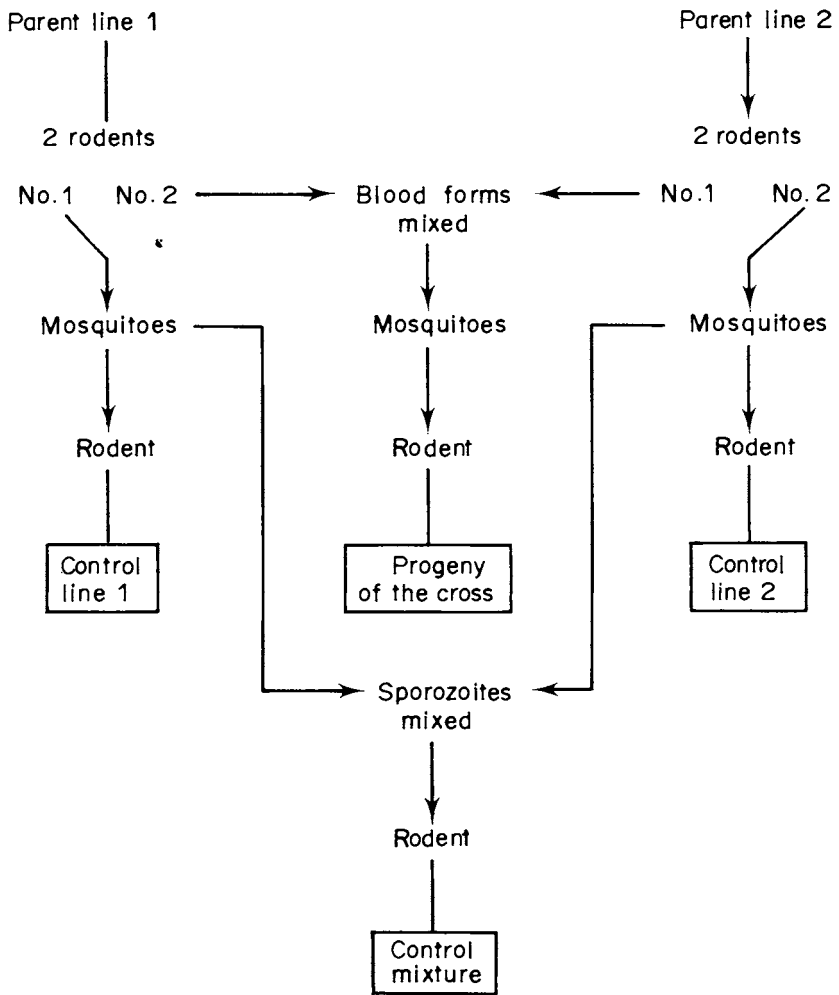 Parent line 1
Parent line 2
2 rodents
2 rodents
No. 1 No. 2
Blood forms
mixed
No. 1 No. 2
Mosquitoes
Mosquitoes
Mosquitoes
Rodent
Rodent
Rodent
Control
line 1
Progeny
of the cross
Control
line 2
Sporozoites
mixed
Rodent
Control
mixture